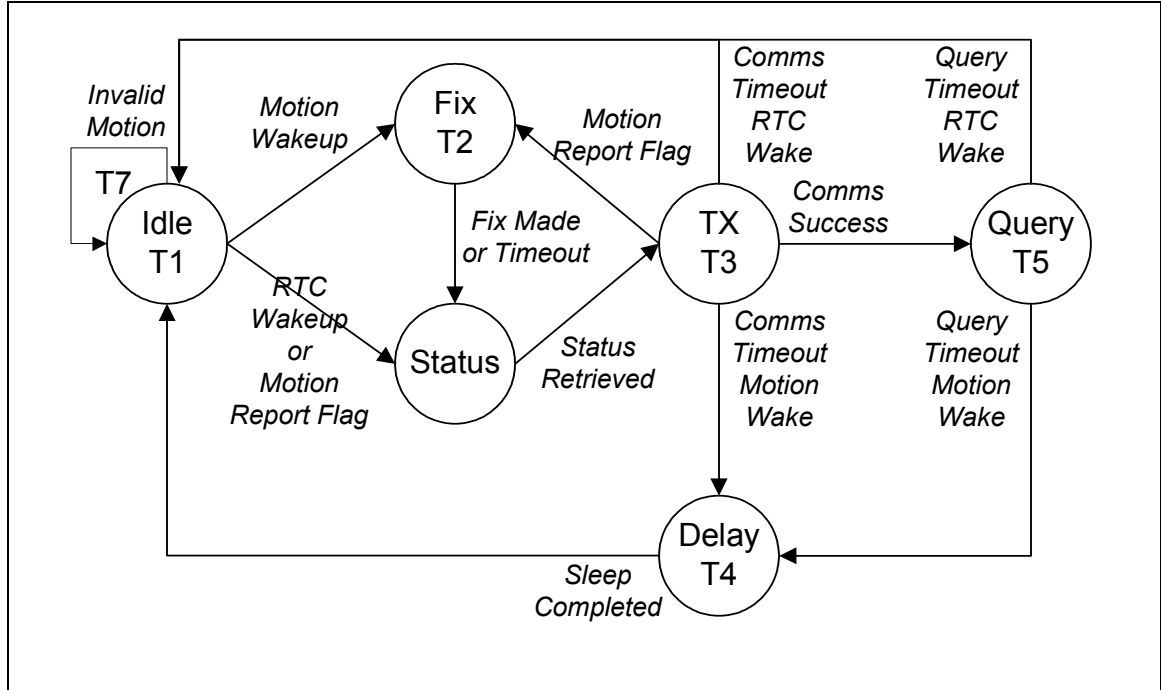 Invalid
Motion
T7
Idle
T1
Motion
Wakeup
Fix
T2
Motion
Report Flag
Comms
Timeout
RTC
Wake
Query
Timeout
RTC
Wake
Fix Made
or Timeout
TX
T3
Comms
Success
Query
T5
RTC
Wakeup
or
Motion
Report Flag
Status
Status
Retrieved
Comms
Timeout
Motion
Wake
Query
Timeout
Motion
Wake
Delay
T4
Sleep
Completed